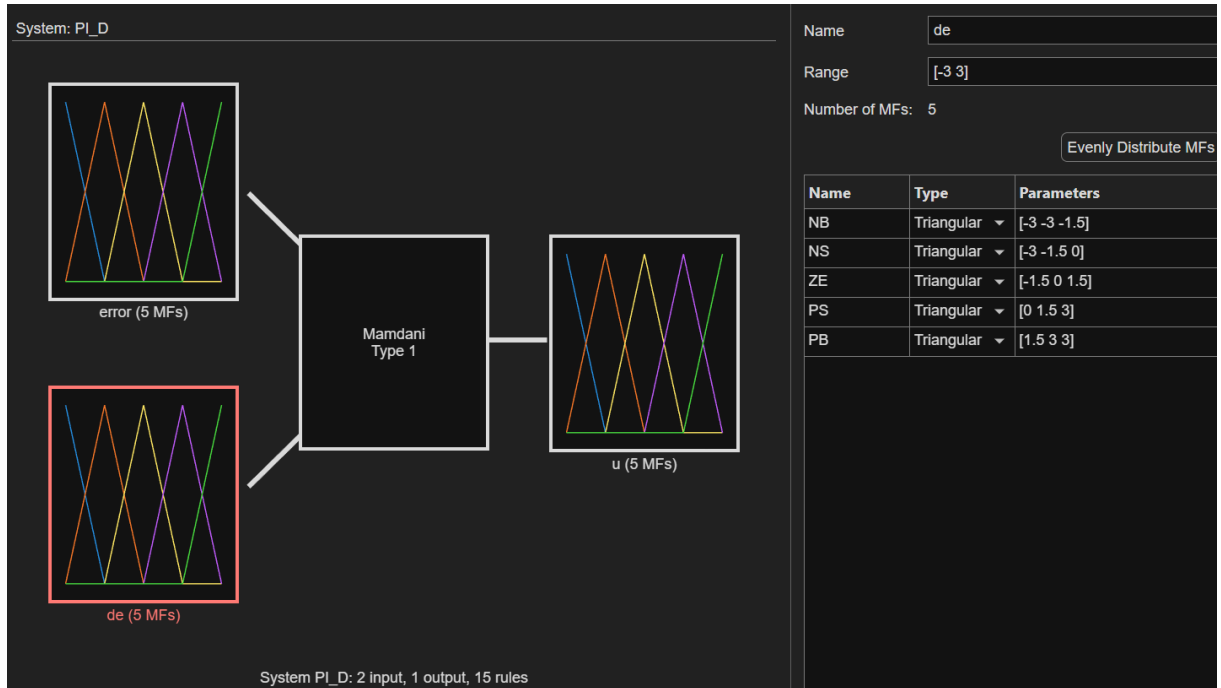 System: PI_D
error (5 MFs)
Mamdani
Type 1
u (5 MFs)
de (5 MFs)
System PI_D: 2 input, 1 output, 15 rules
Name de
Range [-3 3]
Number of MFs: 5
Evenly Distribute MFs
Name Type Parameters
NB Triangular [-3 -3 -1.5]
NS Triangular [-3 -1.5 0]
ZE Triangular [-1.5 0 1.5]
PS Triangular [0 1.5 3]
PB Triangular [1.5 3 3]